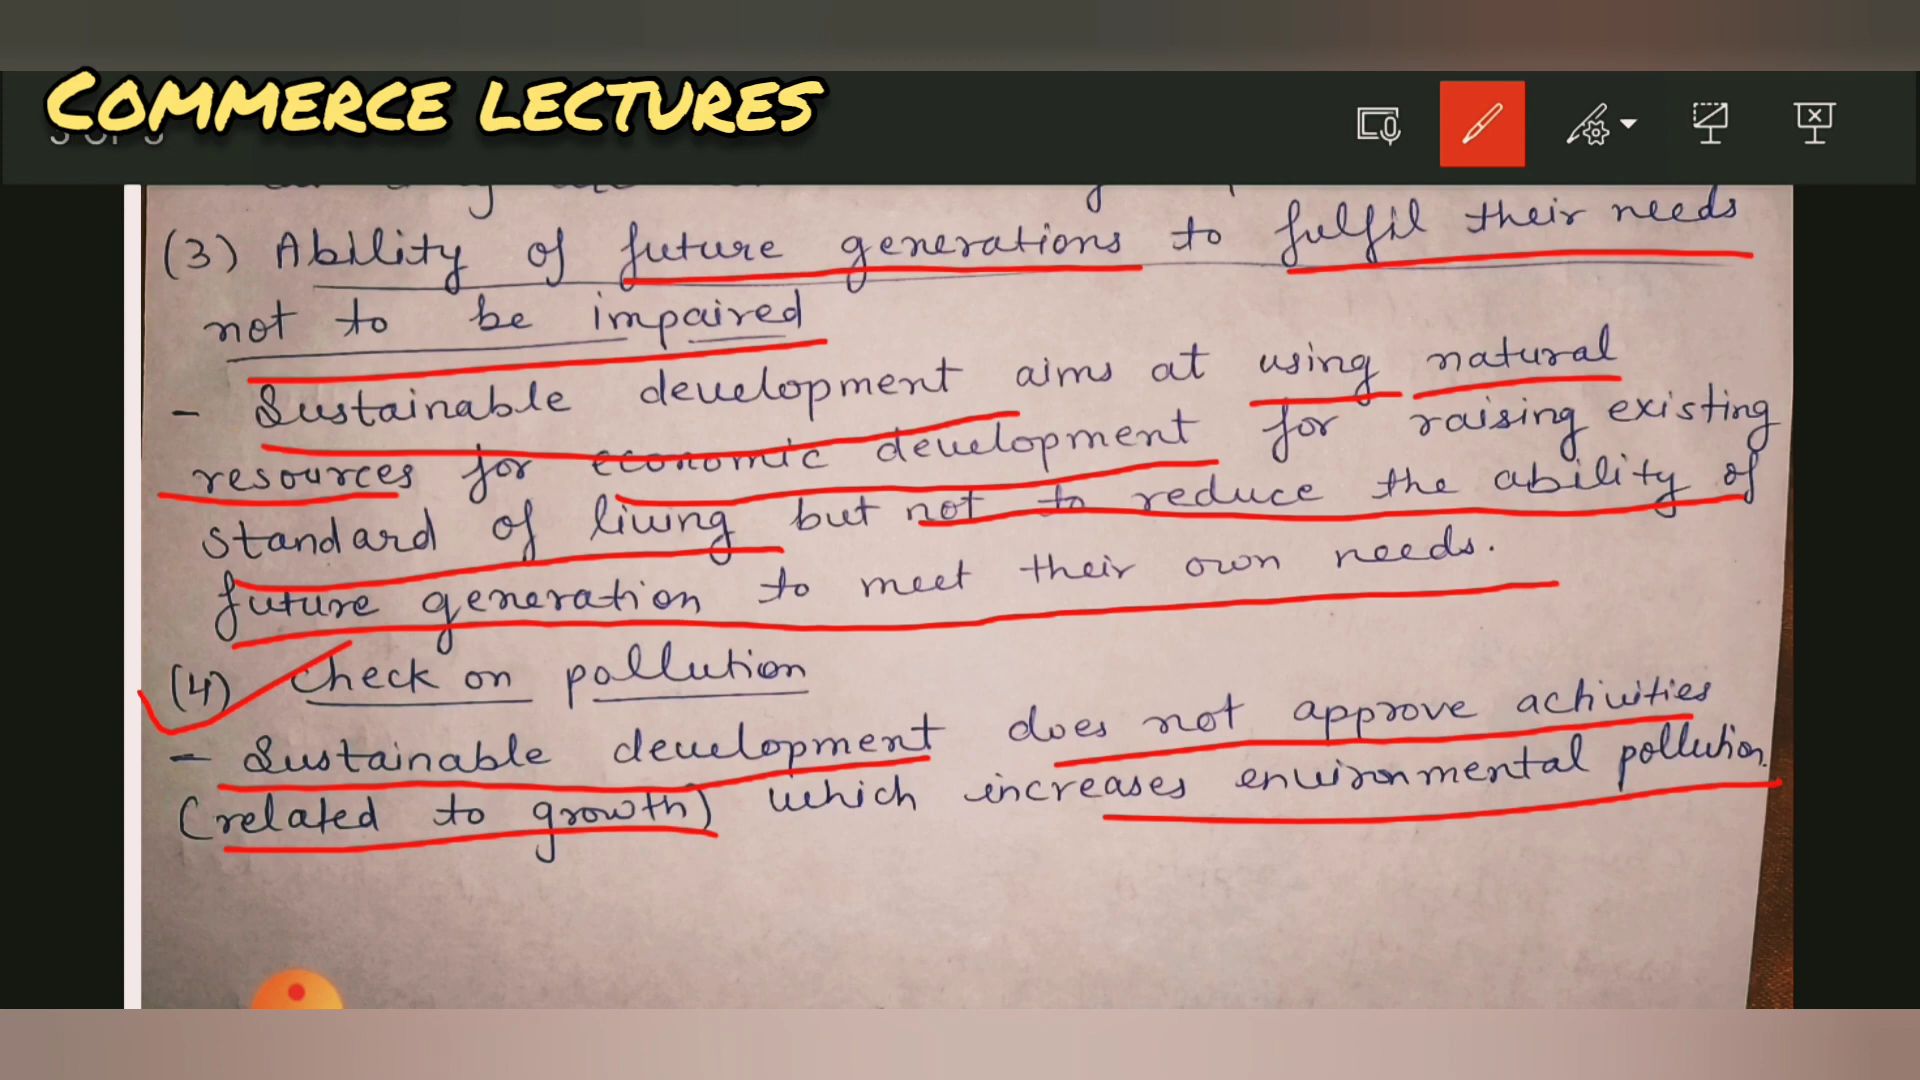 COMMERCE LECTURES
(3) Ability of future generations to fulfil their needs
not to be impaired
- Sustainable development aims at using natural
resources for economic development for raising existing
standard of living but not to reduce the ability of
future generation to meet their own needs.
(4) Check on pollution
- Sustainable development does not approve activities
(related to growth) which increases environmental pollution.